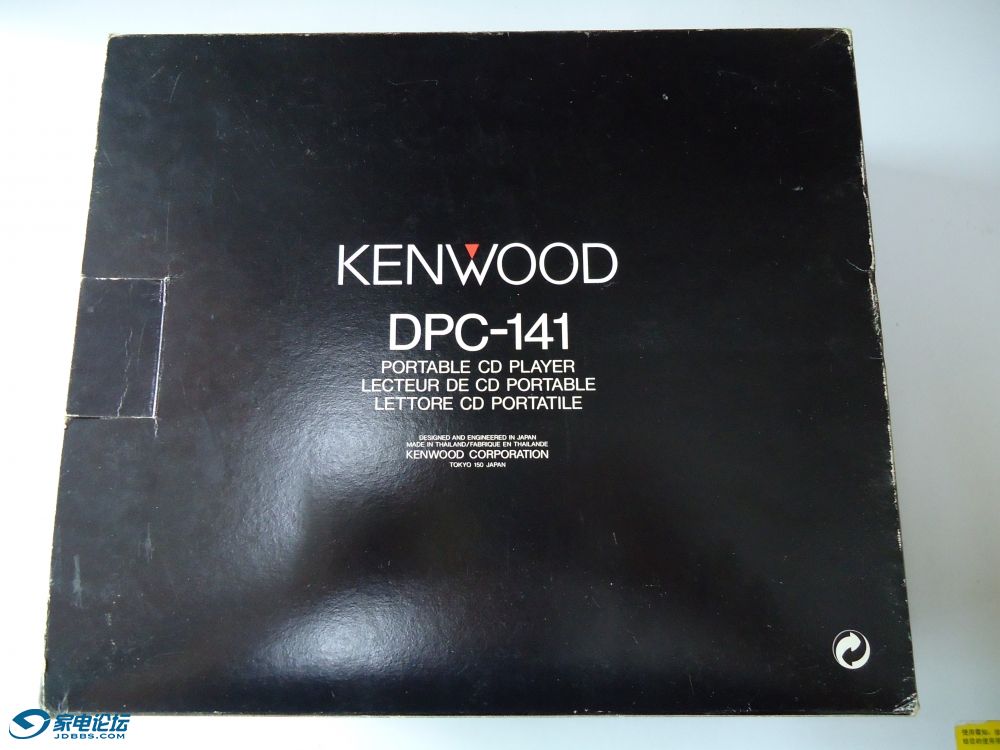 KENWOOD
DPC-141
PORTABLE CD PLAYER
LECTEUR DE CD PORTABLE
LETTORE CD PORTATILE
DESIGNED AND ENGINEERED IN JAPAN
MADE IN THAILAND/FABRIQUE EN THAILANDE
KENWOOD CORPORATION
TOKYO 150 JAPAN
家电论坛
JDBBS.COM